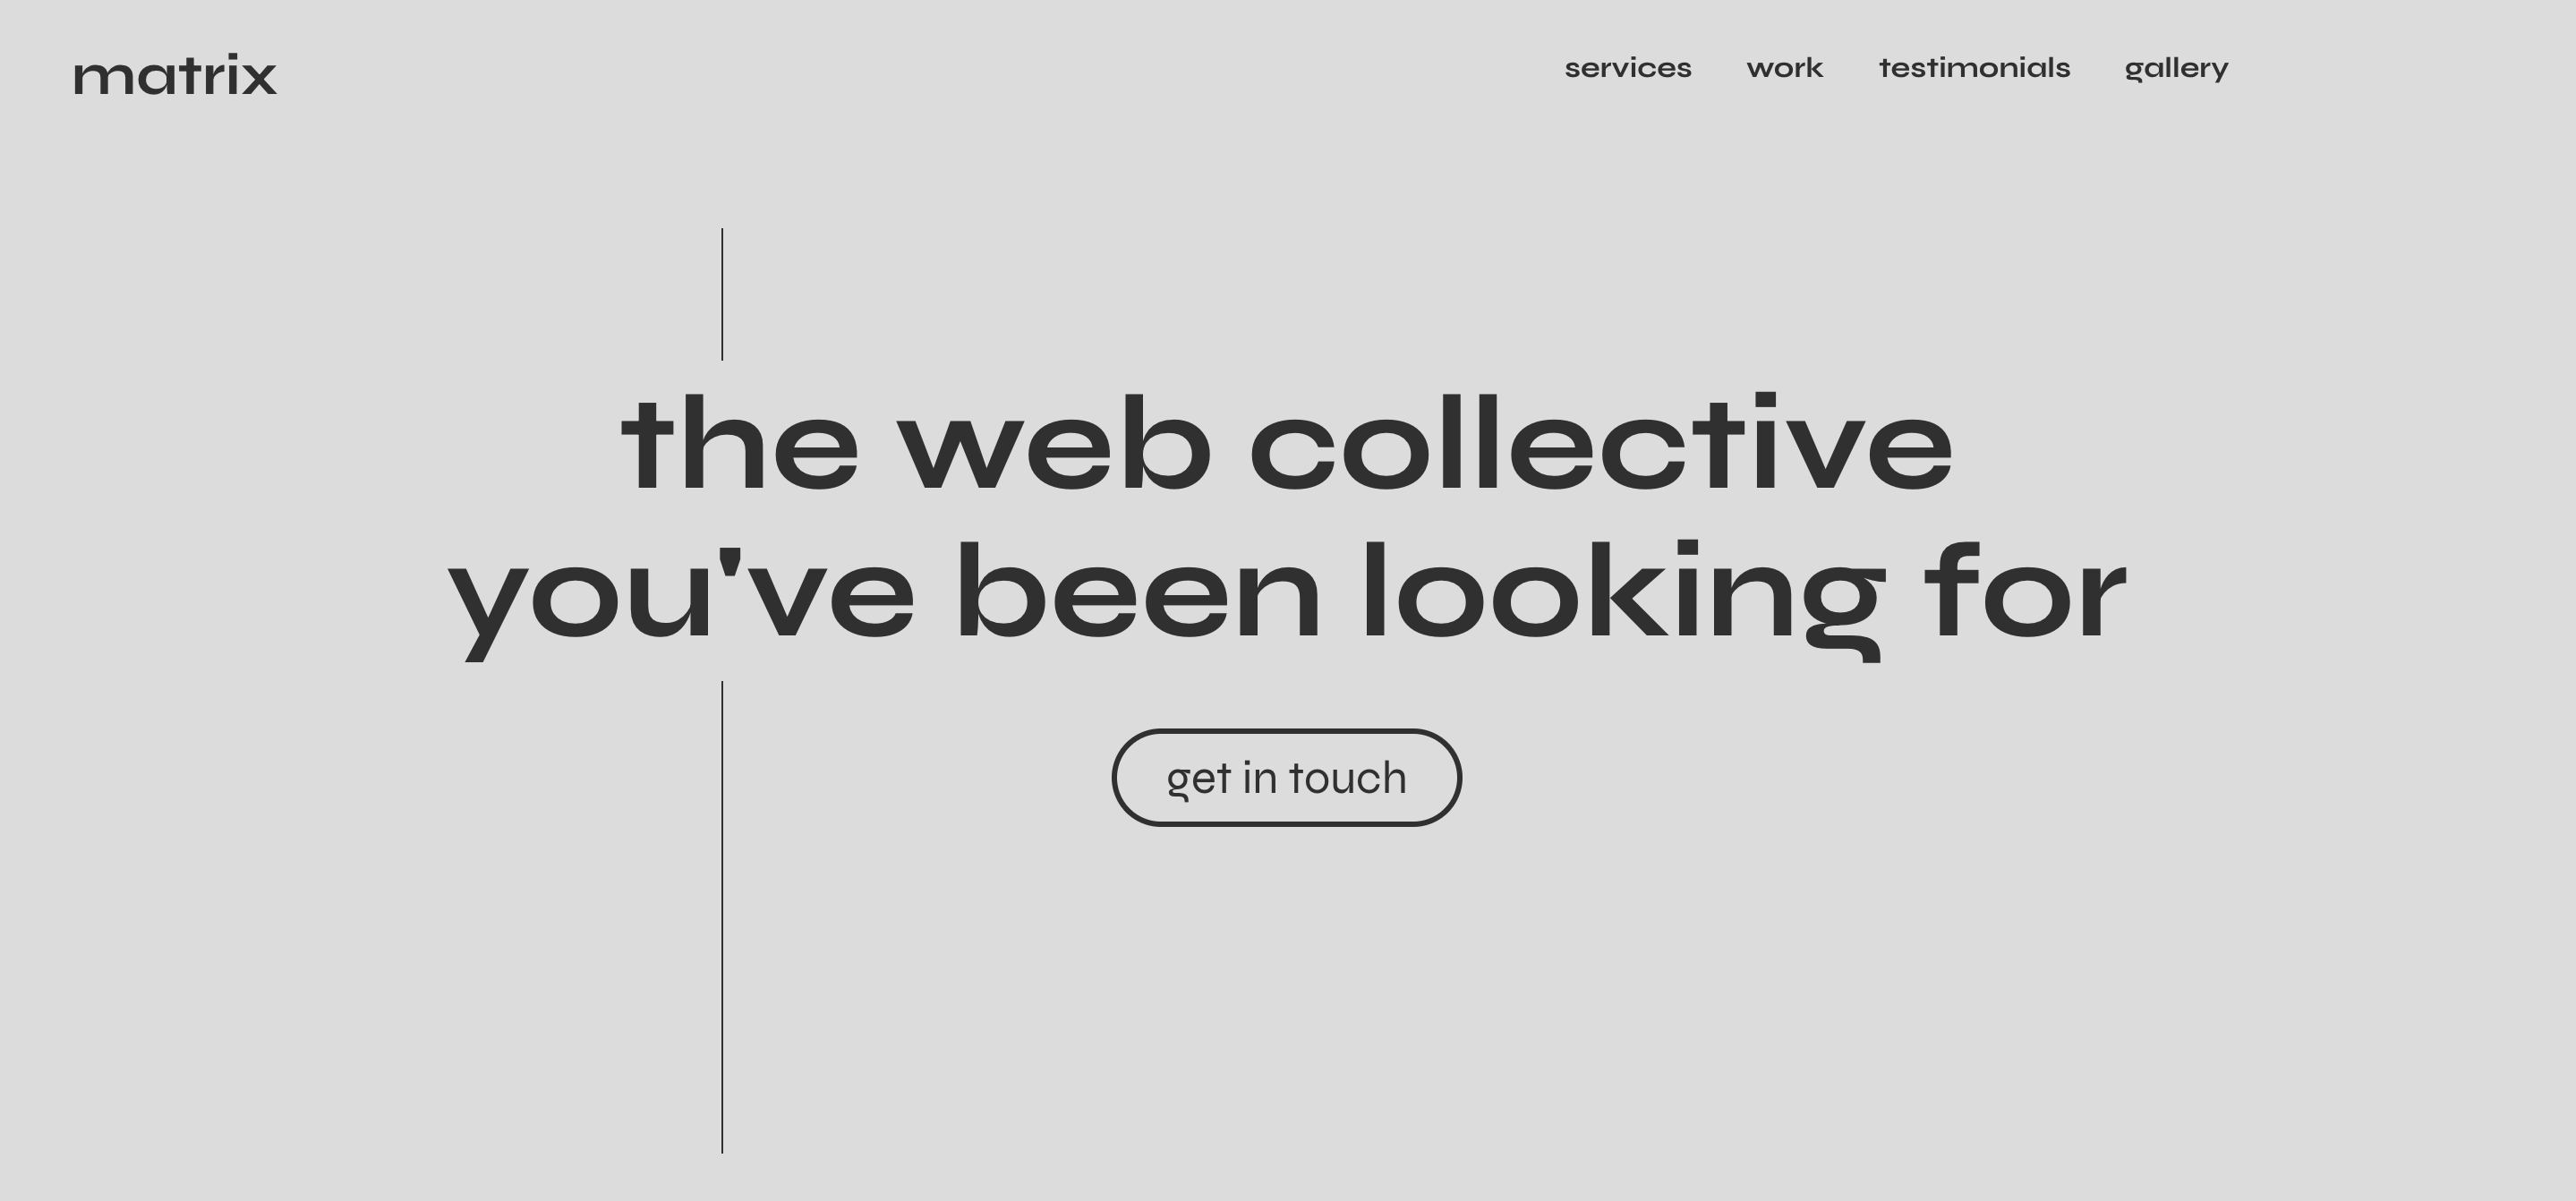 matrix
services work testimonials gallery
the web collective
you've been looking for
get in touch